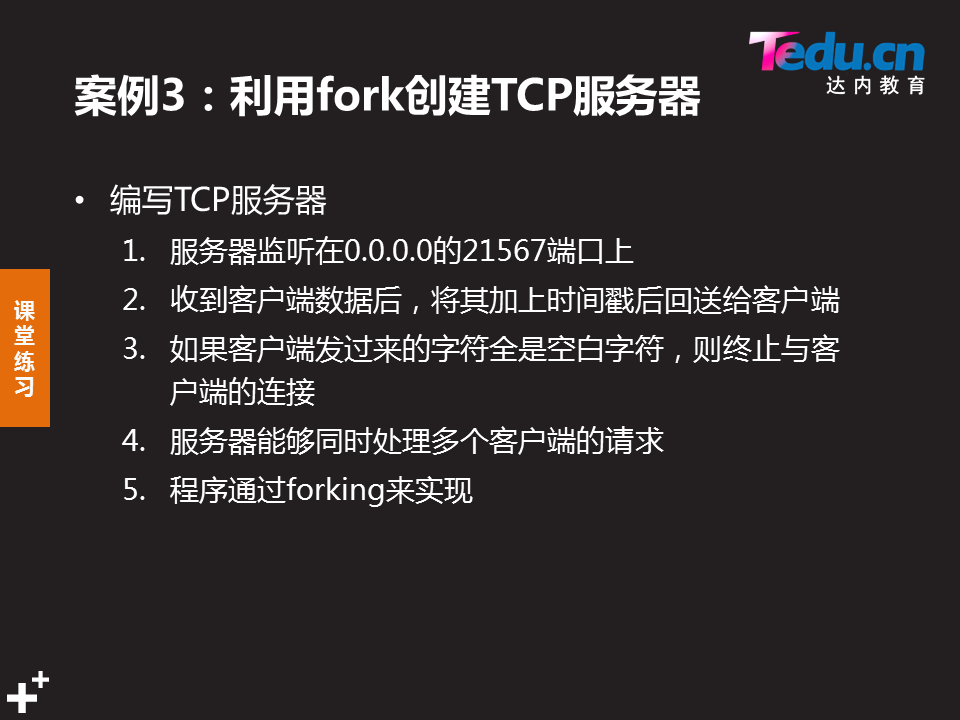 Tedu.cn
达内教育
案例3：利用fork创建TCP服务器
• 编写TCP服务器
1. 服务器监听在0.0.0.0的21567端口上
2. 收到客户端数据后，将其加上时间戳后回送给客户端
3. 如果客户端发过来的字符全是空白字符，则终止与客
户端的连接
4. 服务器能够同时处理多个客户端的请求
5. 程序通过forking来实现
课
堂
练
习